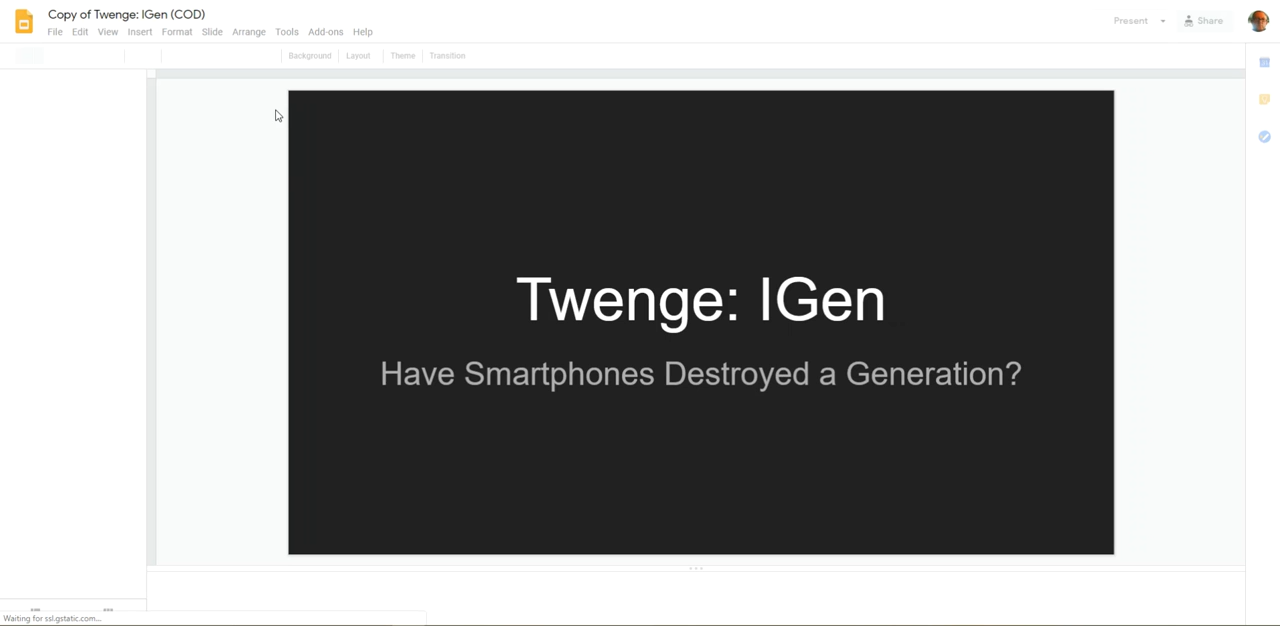 Copy of Twenge: IGen (COD)
File Edit View Insert Format Slide Arrange Tools Add-ons Help
Present Share
Background Layout Theme Transition
Twenge: IGen
Have Smartphones Destroyed a Generation?
Waiting for ssl.gstatic.com...